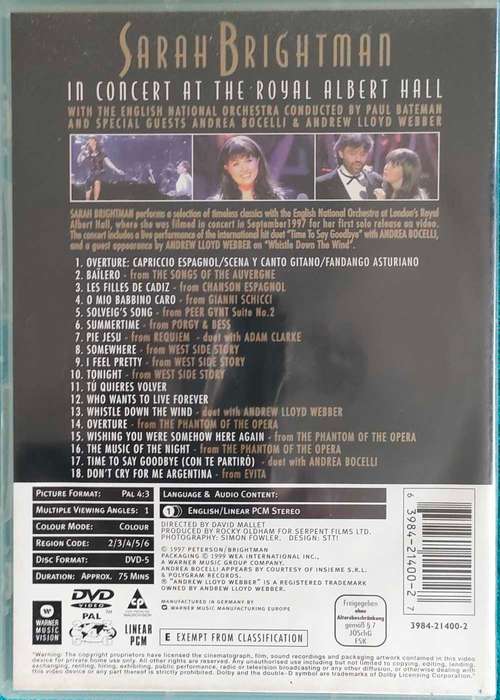 SARAH BRIGHTMAN
IN CONCERT AT THE ROYAL ALBERT HALL
WITH THE ENGLISH NATIONAL ORCHESTRA CONDUCTED BY PAUL BATEMAN
AND SPECIAL GUESTS ANDREA BOCELLI & ANDREW LLOYD WEBBER
SARAH BRIGHTMAN performs a selection of timeless classics with the English National Orchestra at London's Royal
Albert Hall, where she was filmed in concert in September1997 for her first solo release on video.
The concert includes a live performance of the international hit duet "Time To Say Goodbye" with ANDREA BOCELLI,
and a guest appearance by ANDREW LLOYD WEBBER on "Whistle Down The Wind".
1. OVERTURE: CAPRICCIO ESPAGNOL/SCENA Y CANTO GITANO/FANDANGO ASTURIANO
2. BAÏLERO - from THE SONGS OF THE AUVERGNE
3. LES FILLES DE CADIZ - from CHANSON ESPAGNOL
4. O MIO BABBINO CARO - from GIANNI SCHICCI
5. SOLVEIG'S SONG - from PEER GYNT Suite No.2
6. SUMMERTIME - from PORGY & BESS
7. PIE JESU - from REQUIEM - duet with ADAM CLARKE
8. SOMEWHERE - from WEST SIDE STORY
9. I FEEL PRETTY - from WEST SIDE STORY
10. TONIGHT - from WEST SIDE STORY
11. TÚ QUIERES VOLVER
12. WHO WANTS TO LIVE FOREVER
13. WHISTLE DOWN THE WIND - duet with ANDREW LLOYD WEBBER
14. OVERTURE - from THE PHANTOM OF THE OPERA
15. WISHING YOU WERE SOMEHOW HERE AGAIN - from THE PHANTOM OF THE OPERA
16. THE MUSIC OF THE NIGHT - from THE PHANTOM OF THE OPERA
17. TIME TO SAY GOODBYE (CON TE PARTIRÒ) - duet with ANDREA BOCELLI
18. DON'T CRY FOR ME ARGENTINA - from EVITA
PICTURE FORMAT: PAL 4:3
MULTIPLE VIEWING ANGLES: 1
COLOUR MODE: COLOUR
REGION CODE: 2/3/4/5/6
DISC FORMAT: DVD-5
DURATION: APPROX. 75 MINS
LANGUAGE & AUDIO CONTENT:
1 ENGLISH/LINEAR PCM STEREO
DIRECTED BY DAVID MALLET.
PRODUCED BY ROCKY OLDHAM FOR SERPENT FILMS LTD.
PHOTOGRAPHY: SIMON FOWLER. DESIGN: STT!
© 1997 PETERSON/BRIGHTMAN
PACKAGING © 1999 WEA INTERNATIONAL INC.,
A WARNER MUSIC GROUP COMPANY.
ANDREA BOCELLI APPEARS BY COURTESY OF INSIEME S.R.L.
& POLYGRAM RECORDS.
® "ANDREW LLOYD WEBBER" IS A REGISTERED TRADEMARK
OWNED BY ANDREW LLOYD WEBBER.
MANUFACTURED IN GERMANY BY
WARNER MUSIC MANUFACTURING EUROPE
6 3984-21400-2 7
3984-21400-2
WARNER
MUSIC
VISION
DVD
VIDEO
PAL
LINEAR
PCM
E EXEMPT FROM CLASSIFICATION
Freigegeben
ohne
Altersbeschränkung
gemäß § 7
JÖSchG
FSK
"Warning: The copyright proprietors have licensed the cinematograph, film, sound recordings and packaging artwork contained in this video
device for private home use only. All other rights are reserved. Any unauthorised use including but not limited to copying, editing, lending,
exchanging, renting, hiring, exhibiting, public performance, radio or television broadcasting or any other diffusion, or otherwise dealing with
this video device or any part thereof is strictly prohibited. Dolby and the double-D symbol are trademarks of Dolby Licensing Corporation."